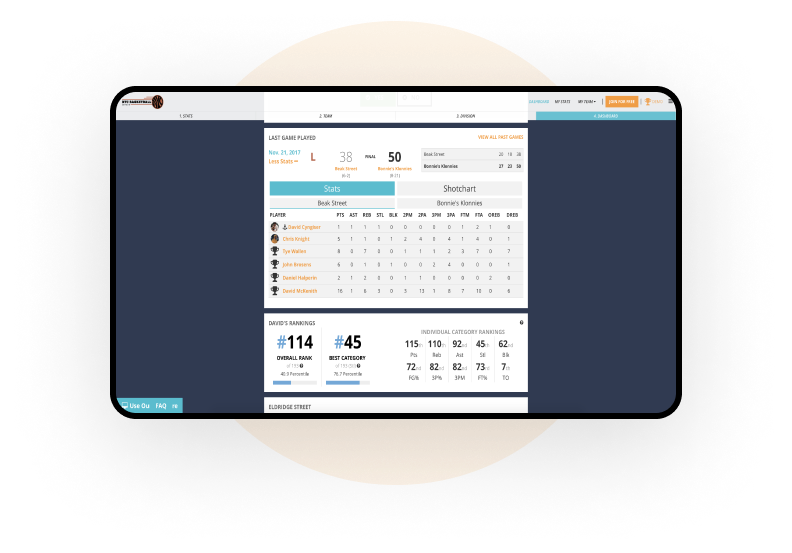 NYC BASKETBALL
DASHBOARD MY STATS MY TEAM JOIN FOR FREE
1. STATS 2. TEAM 3. DIVISION 4. DASHBOARD
LAST GAME PLAYED VIEW ALL PAST GAMES
Nov. 21, 2017 L 38 FINAL 50
Less Stats
Beak Street Bonnie's Klonnies
Beak Street 20 18 38
Bonnie's Klonnies 27 23 50
Stats Shotchart
Beak Street Bonnie's Klonnies
PLAYER PTS AST REB STL BLK 2PM 2PA 3PM 3PA FTM FTA OREB DREB
David Cyngiser 1 1 1 1 0 0 0 0 0 1 2 1 0
Chris Knight 5 1 1 0 1 2 4 0 4 1 4 0 1
Tye Wallen 8 0 7 0 0 1 1 1 2 3 7 0 7
John Breskins 6 0 1 0 1 0 0 2 4 0 0 0 1
Daniel Halperin 2 1 2 0 0 1 1 0 0 0 0 2 0
David McBreith 16 1 6 3 0 3 13 1 8 7 10 0 6
DAVID'S RANKINGS
#114 #45
OVERALL RANK BEST CATEGORY
40.9 Percentile 76.7 Percentile
INDIVIDUAL CATEGORY RANKINGS
115th 110th 92nd 45th 62nd
Pts Reb Ast Stl Blk
72nd 82nd 82nd 73rd 7th
FG% 3P% 3PM FT% TO
ELDRIDGE STREET
Use Ou FAQ re